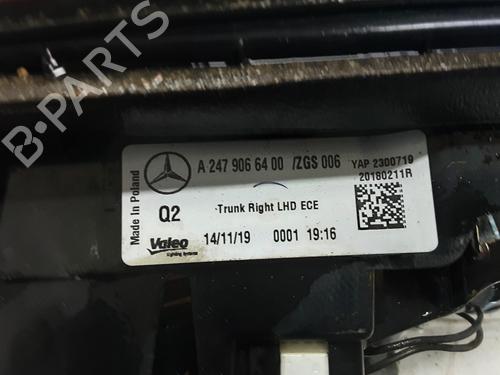 B-PARTS
A 247 906 64 00 /ZGS 006 YAP 2300719
20180211R
Made In Poland
Q2 Trunk Right LHD ECE
Valeo 14/11/19 0001 19:16
Lighting Systems